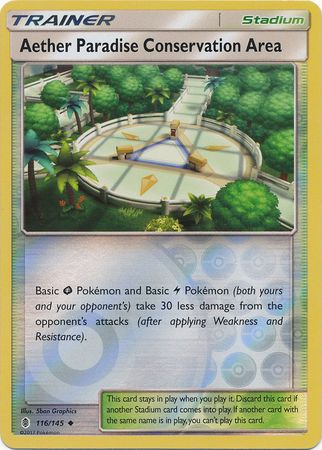 TRAINER Stadium
Aether Paradise Conservation Area
Basic Pokémon and Basic Pokémon (both yours
and your opponent's) take 30 less damage from the
opponent's attacks (after applying Weakness and
Resistance).
This card stays in play when you play it. Discard this card if
another Stadium card comes into play. If another card with
the same name is in play, you can't play this card.
Illus. 5ban Graphics
116/145
©2017 Pokémon